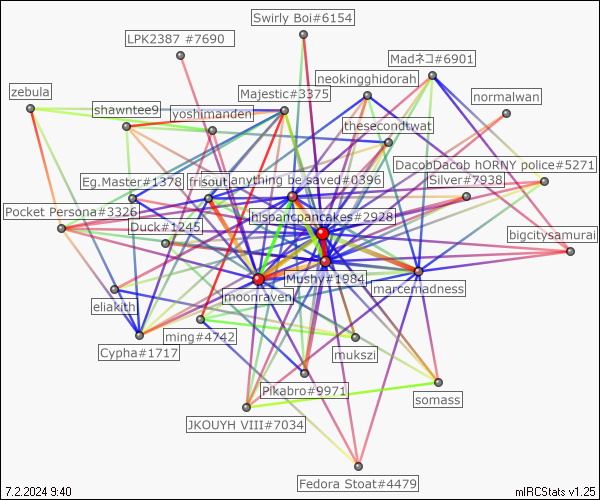 Swirly Boi#6154
LPK2387 #7690
Madネコ#6901
neokingghidorah
zebula
Majestic#3375
normalwan
shawntee9
yoshimanden
thesecondtwat
DacobDacob hORNY police#5271
Eg.Master#1378
frisout
anything be saved#0396
Silver#7938
Pocket Persona#3326
hispancpancakes#2928
Duck#1245
bigcitysamurai
Mushy#1984
marcemadness
moonraven
eliakith
ming#4742
Cypha#1717
mukszi
Pikabro#9971
somass
JKOUYH VIII#7034
Fedora Stoat#4479
7.2.2024 9:40
mIRCStats v1.25